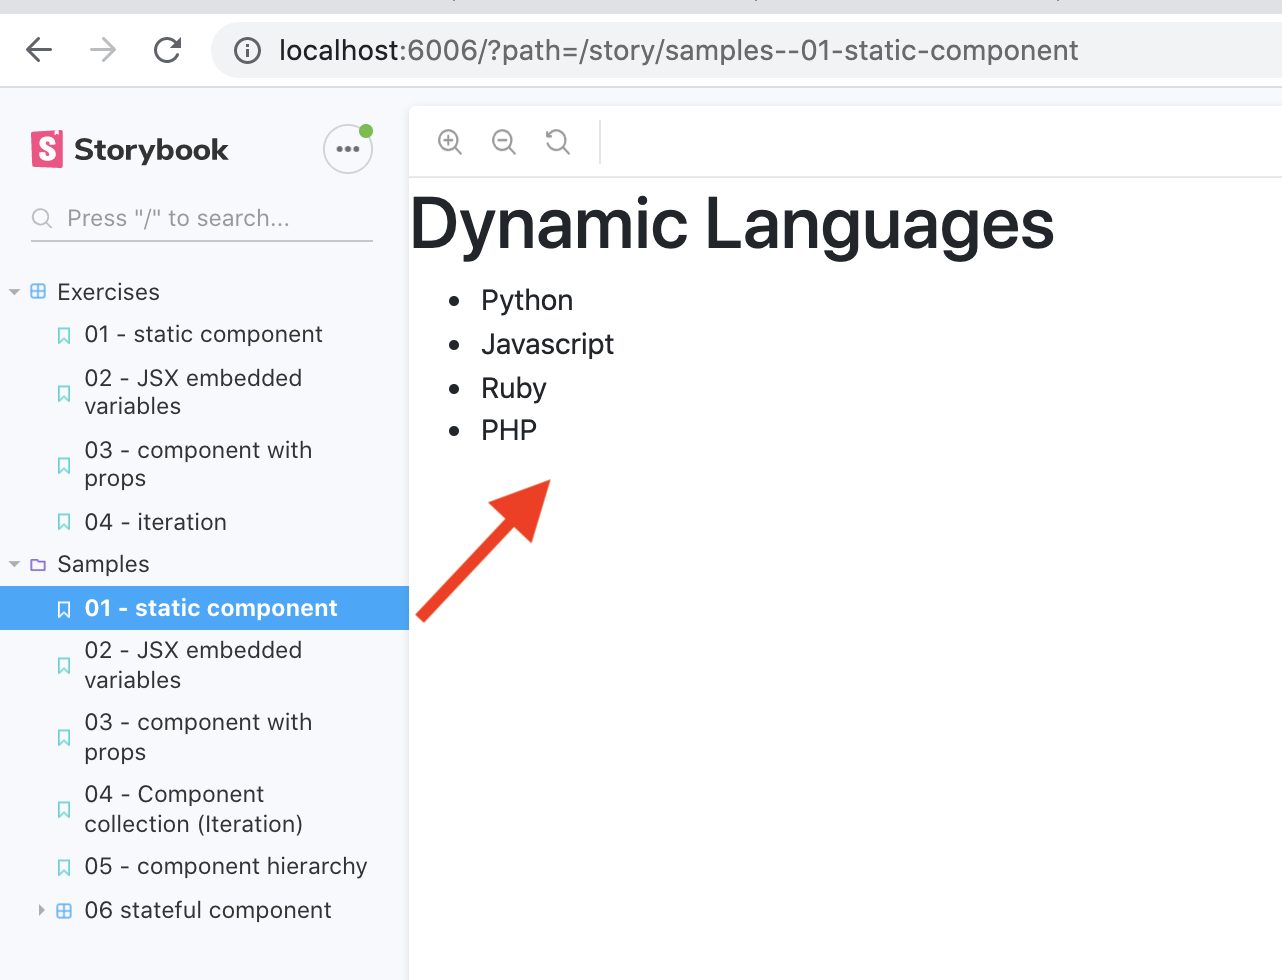 localhost:6006/?path=/story/samples--01-static-component
Storybook
Press "/" to search...
Exercises
01 - static component
02 - JSX embedded
variables
03 - component with
props
04 - iteration
Samples
01 - static component
02 - JSX embedded
variables
03 - component with
props
04 - Component
collection (Iteration)
05 - component hierarchy
06 stateful component
Dynamic Languages
Python
Javascript
Ruby
PHP